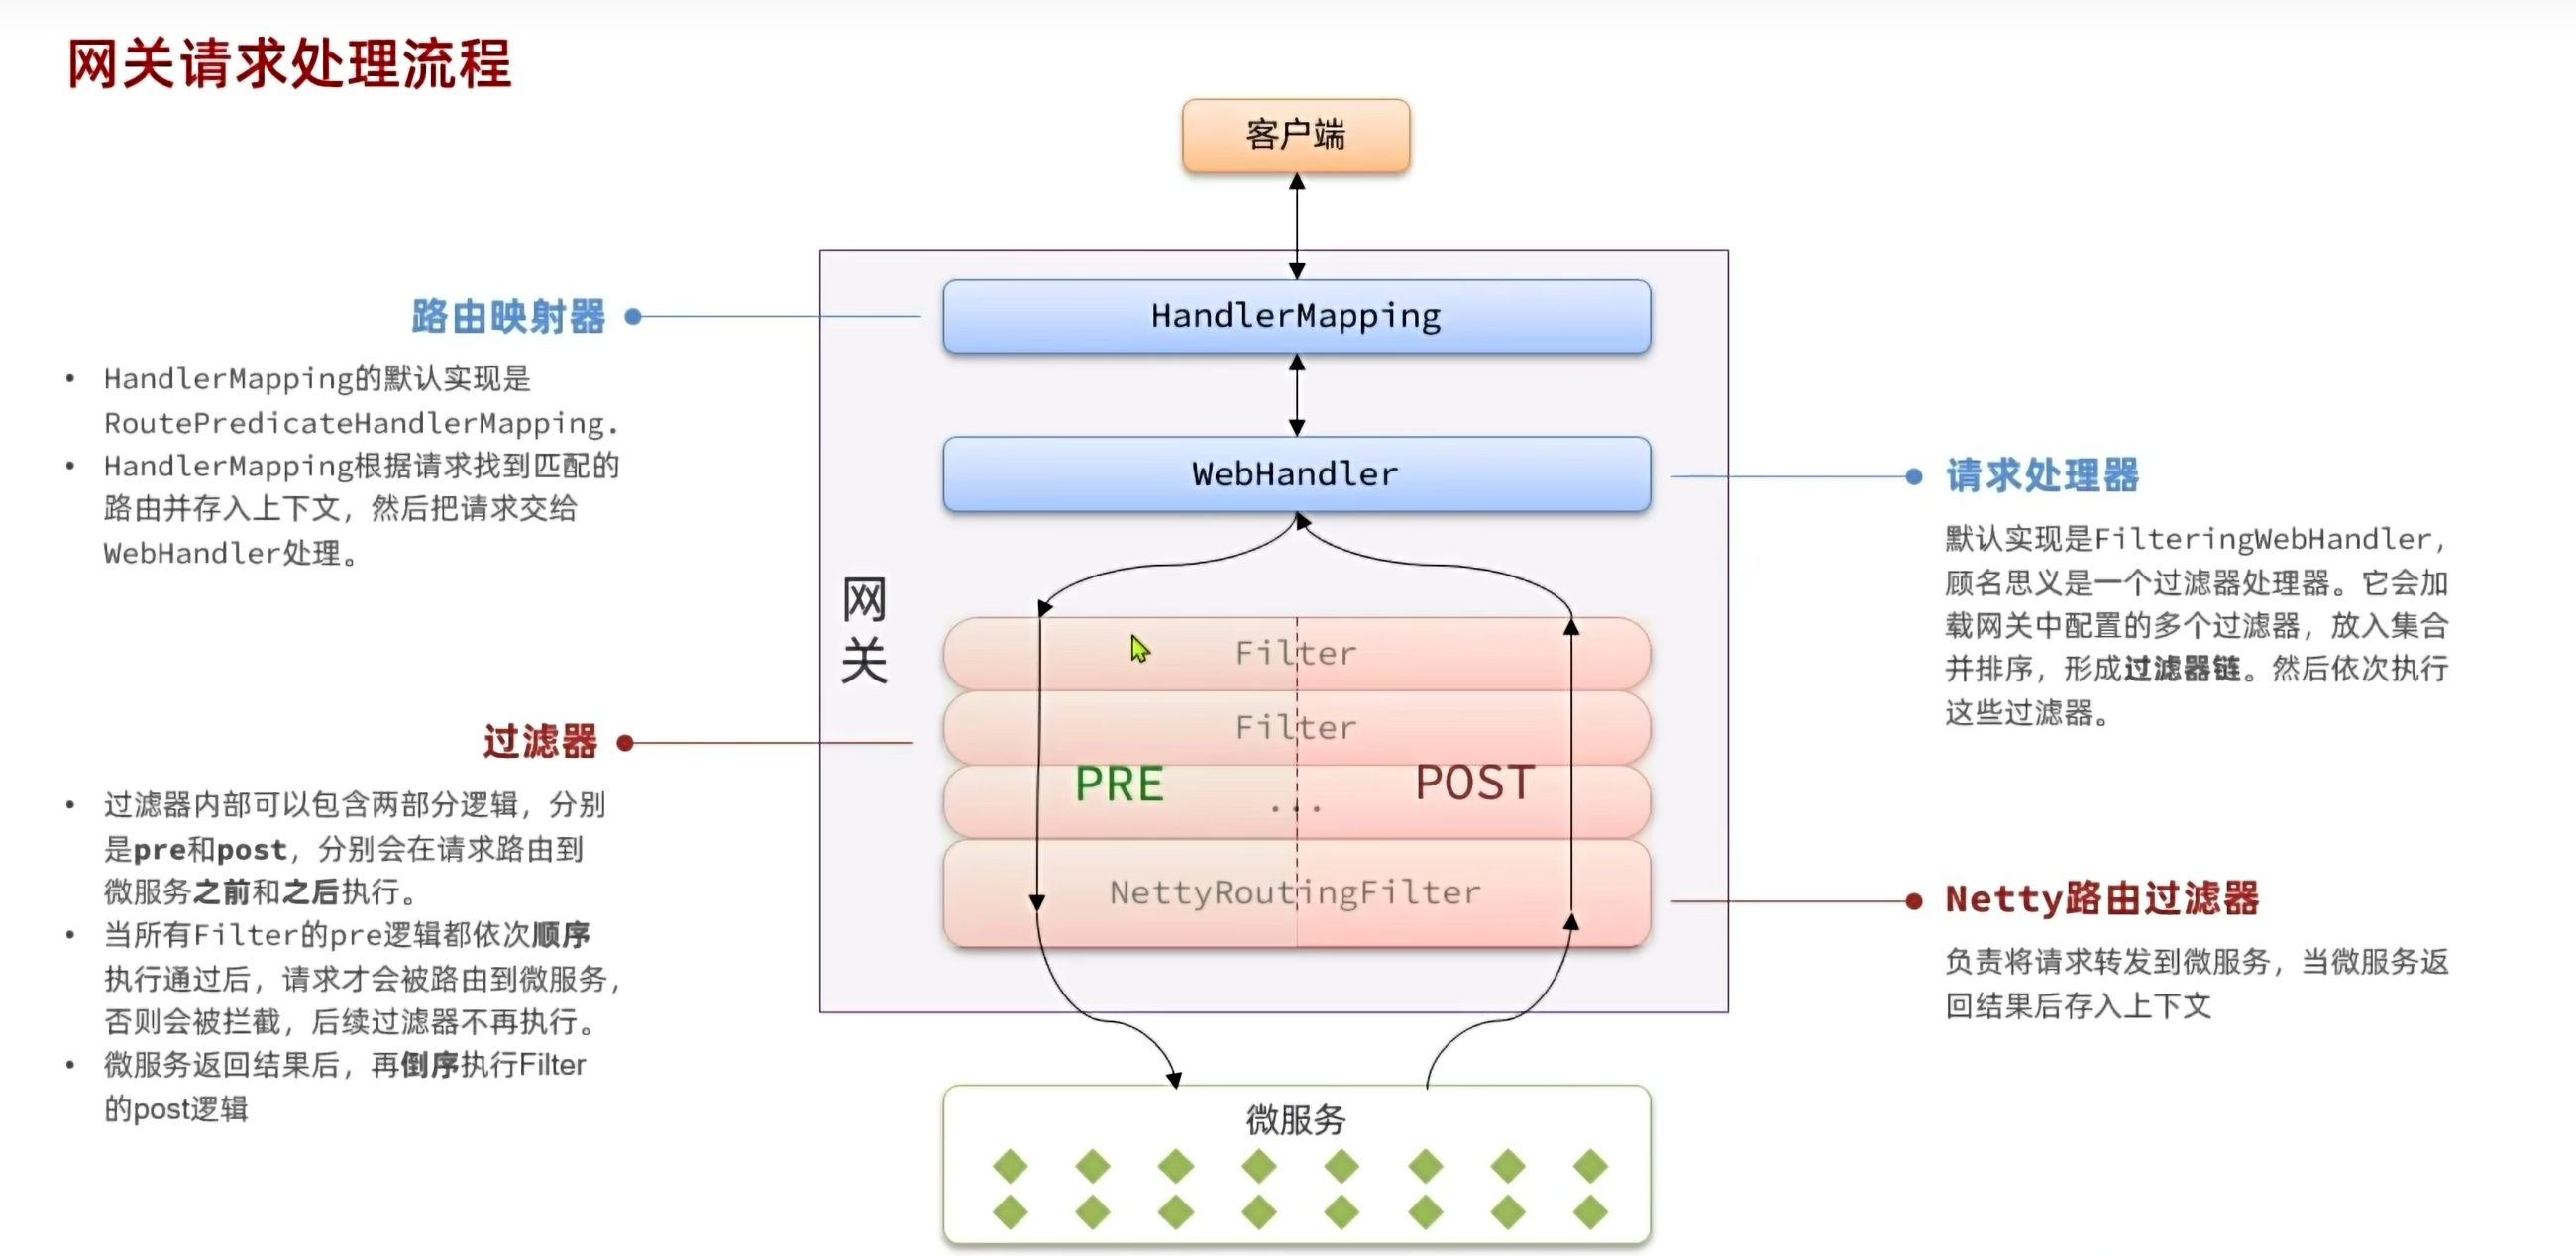 网关请求处理流程
客户端
路由映射器
HandlerMapping
• HandlerMapping的默认实现是
RoutePredicateHandlerMapping.
• HandlerMapping根据请求找到匹配的
路由并存入上下文，然后把请求交给
WebHandler处理。
WebHandler
请求处理器
默认实现是FilteringWebHandler，
顾名思义是一个过滤器处理器。它会加
载网关中配置的多个过滤器，放入集合
并排序，形成过滤器链。然后依次执行
这些过滤器。
网
关
Filter
Filter
PRE
...
POST
NettyRoutingFilter
过滤器
• 过滤器内部可以包含两部分逻辑，分别
是pre和post，分别会在请求路由到
微服务之前和之后执行。
• 当所有Filter的pre逻辑都依次顺序
执行通过后，请求才会被路由到微服务，
否则会被拦截，后续过滤器不再执行。
• 微服务返回结果后，再倒序执行Filter
的post逻辑
Netty路由过滤器
负责将请求转发到微服务，当微服务返
回结果后存入上下文
微服务